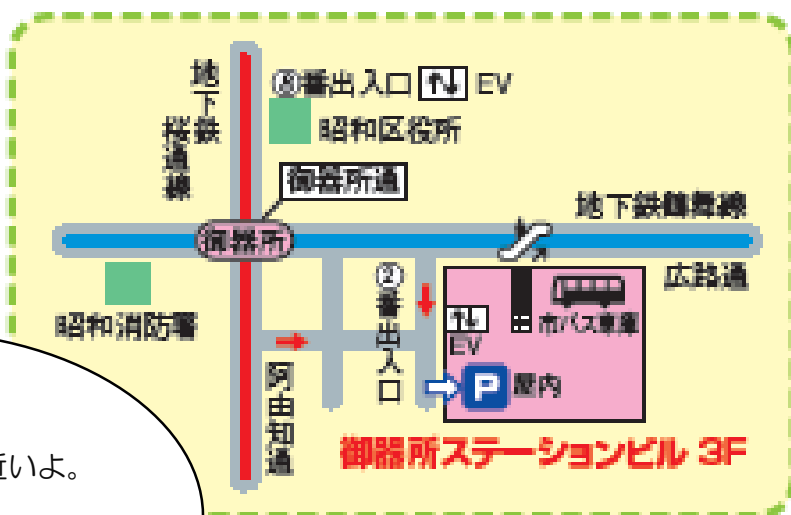 地下鉄
桜通線
⑧番出入口 EV
昭和区役所
御器所通
地下鉄鶴舞線
御器所
広路通
昭和消防署
②番出入口
EV
市バス車庫
阿由知通
P 屋内
御器所ステーションビル 3F
いよ。